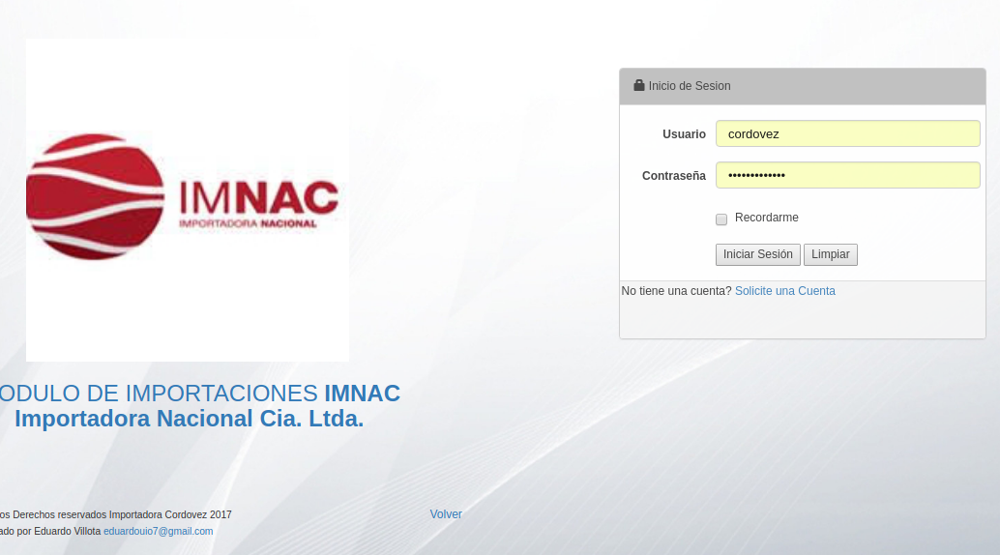 IMNAC
IMPORTADORA NACIONAL
Inicio de Sesion
Usuario cordovez
Contraseña •••••••••••••
Recordarme
Iniciar Sesión Limpiar
No tiene una cuenta? Solicite una Cuenta
ODULO DE IMPORTACIONES IMNAC
Importadora Nacional Cia. Ltda.
os Derechos reservados Importadora Cordovez 2017
Volver
ado por Eduardo Villota eduardouio7@gmail.com